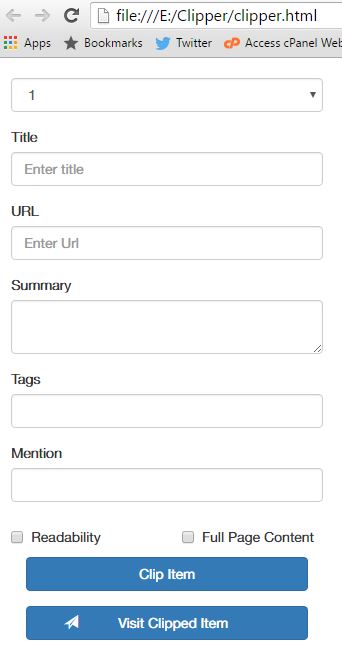 file:///E:/Clipper/clipper.html
Apps Bookmarks Twitter cP Access cPanel Web
1
Title
Enter title
URL
Enter Url
Summary
Tags
Mention
Readability Full Page Content
Clip Item
Visit Clipped Item